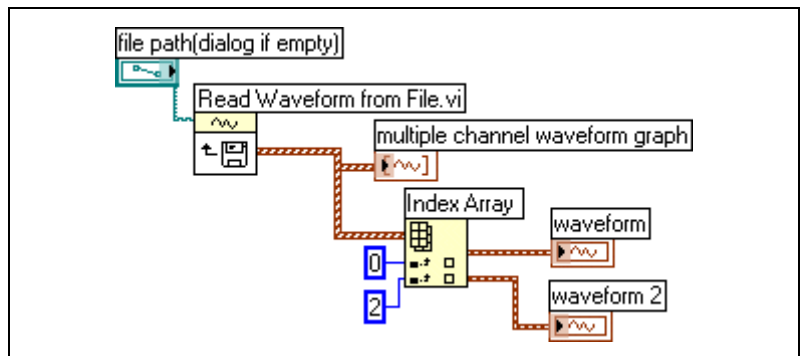 file path(dialog if empty)
Read Waveform from File.vi
multiple channel waveform graph
Index Array
waveform
0
2
waveform 2